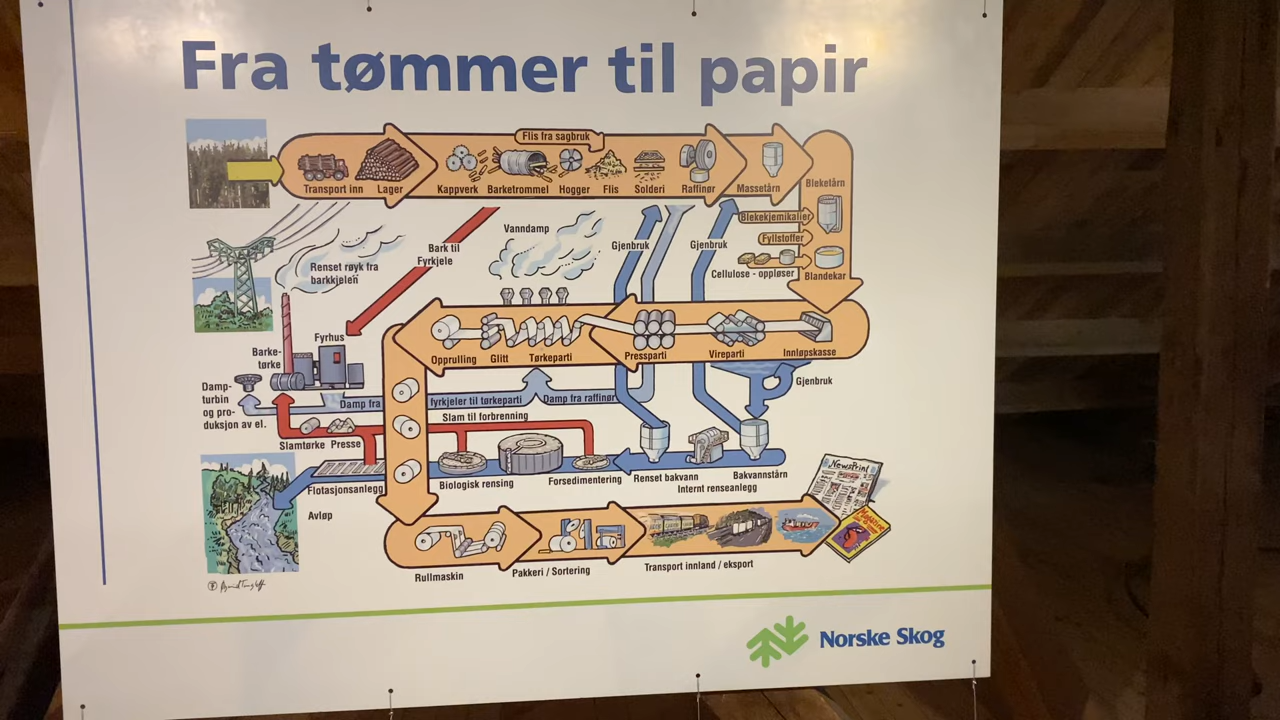 Fra tømmer til papir
Flis fra sagbruk
Transport inn
Lager
Kappverk
Barketrommel
Hogger
Flis
Solderi
Raffinør
Massetårn
Bleketårn
Blekekjemikalier
Fyllstoffer
Cellulose - oppløser
Blandekar
Vanndamp
Gjenbruk
Gjenbruk
Bark til
Fyrkjele
Renset røyk fra
barkkjelen
Fyrhus
Barke-
tørke
Damp-
turbin
og pro-
duksjon av el.
Opprulling
Glitt
Tørkeparti
Pressparti
Vireparti
Innløpskasse
Gjenbruk
Damp fra
fyrkjeler til tørkeparti
Damp fra raffinør
Slam til forbrenning
Slamtørke
Presse
Flotasjonsanlegg
Biologisk rensing
Forsedimentering
Renset bakvann
Bakvannstårn
Internt renseanlegg
Avløp
NewsPrint
Magazine
Rullmaskin
Pakkeri / Sortering
Transport innland / eksport
Norske Skog